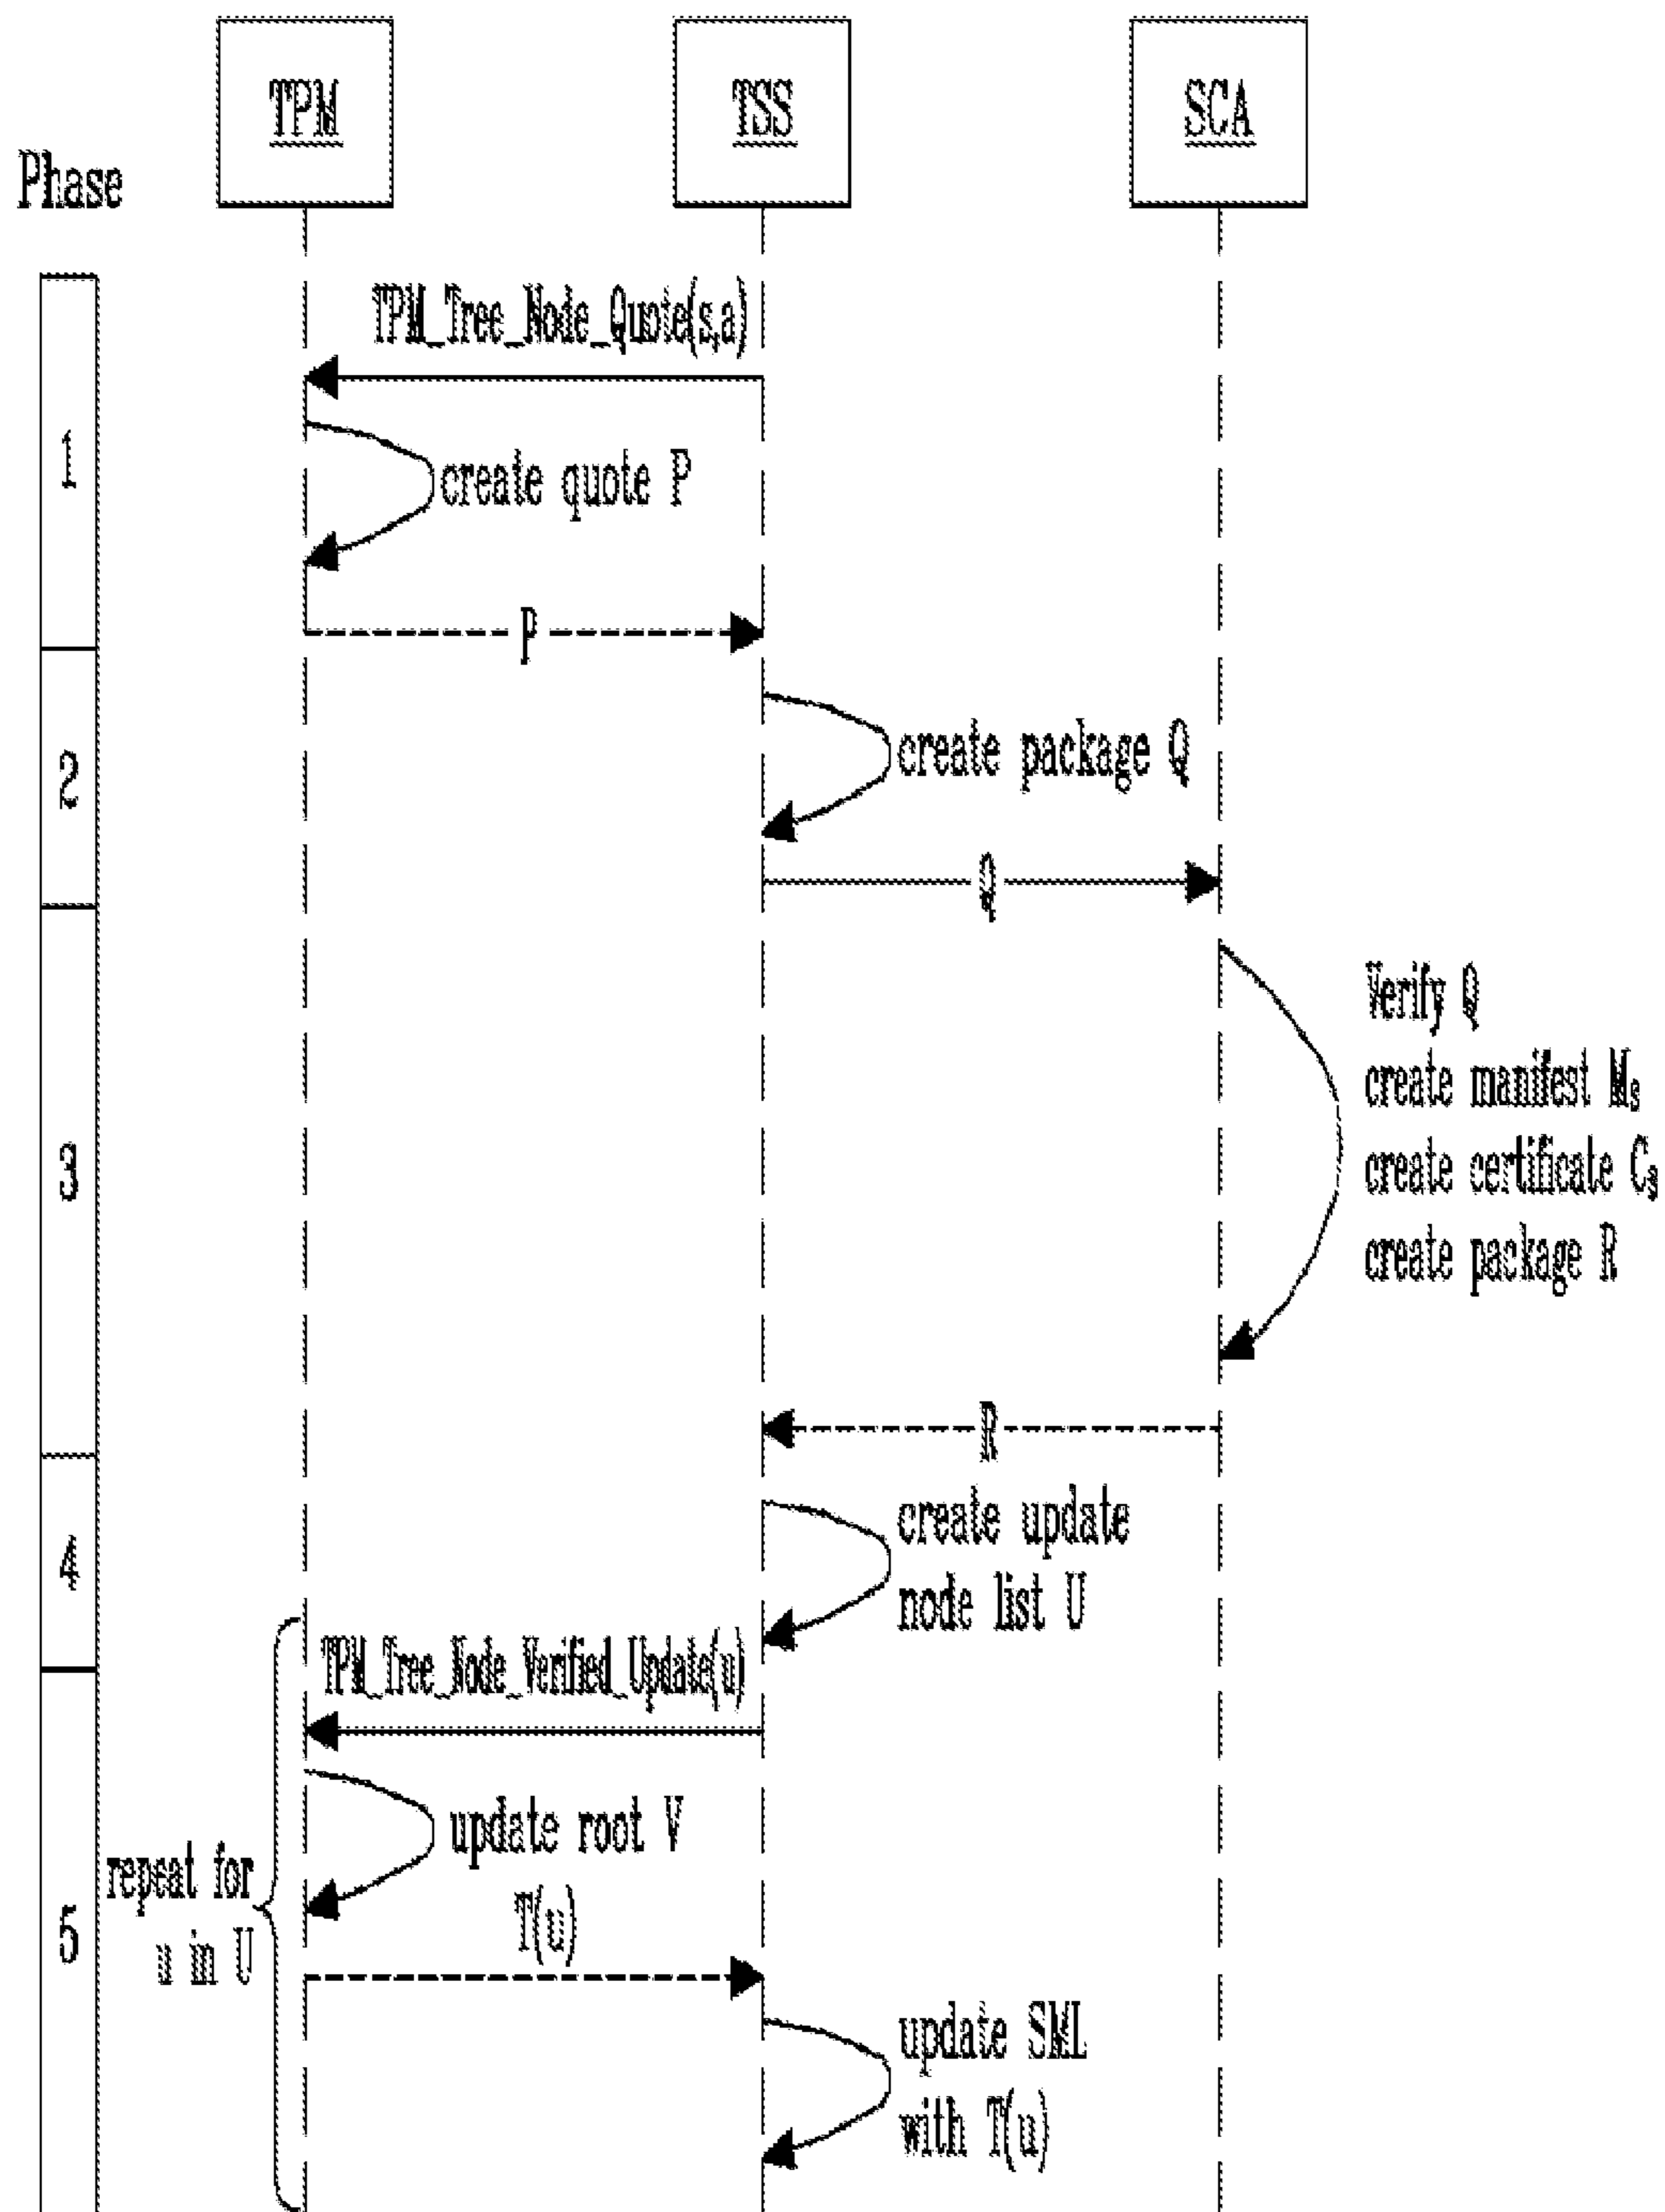 TPM
TSS
SCA
Phase
TPM_Tree_Node_Quote(s,a)
1
create quote P
P
2
create package Q
Q
3
Verify Q
create manifest Ms
create certificate Cs
create package R
R
4
create update
node list U
TPM_Tree_Node_Verified_Update(u)
5
update root V
repeat for
u in U
T(u)
update SML
with T(u)